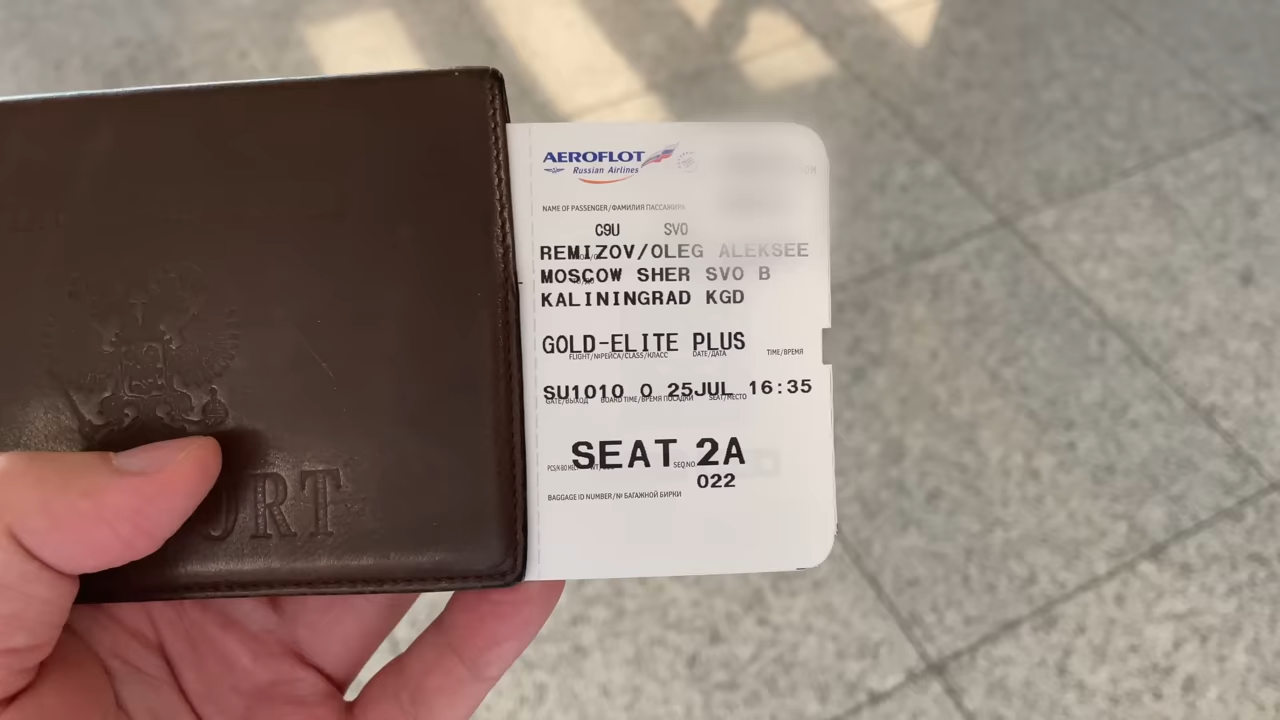 AEROFLOT
Russian Airlines
NAME OF PASSENGER/ФАМИЛИЯ ПАССАЖИРА
C9U SVO
REMIZOV/OLEG ALEKSEE
MOSCOW SHER SVO B
KALININGRAD KGD
GOLD-ELITE PLUS
FLIGHT/№РЕЙСА/CLASS/КЛАСС DATE/ДАТА TIME/ВРЕМЯ
SU1010 O 25JUL 16:35
GATE/ВЫХОД BOARD TIME/ВРЕМЯ ПОСАДКИ SEAT/МЕСТО
SEAT 2A
SEQ.NO.
022
BAGGAGE ID NUMBER/№ БАГАЖНОЙ БИРКИ
ORT